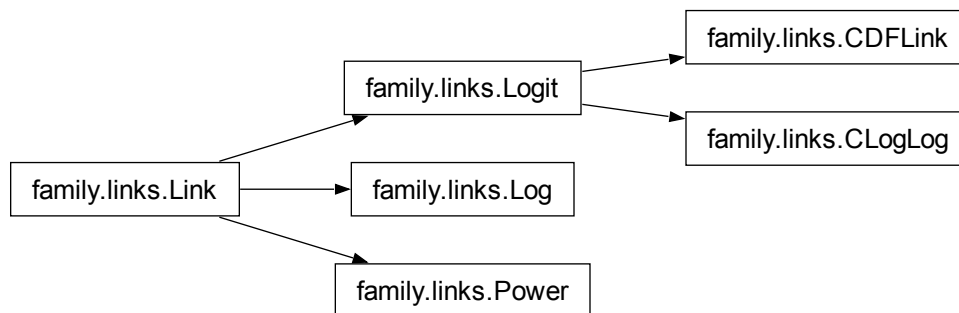 family.links.CDFLink
family.links.Logit
family.links.CLogLog
family.links.Link
family.links.Log
family.links.Power